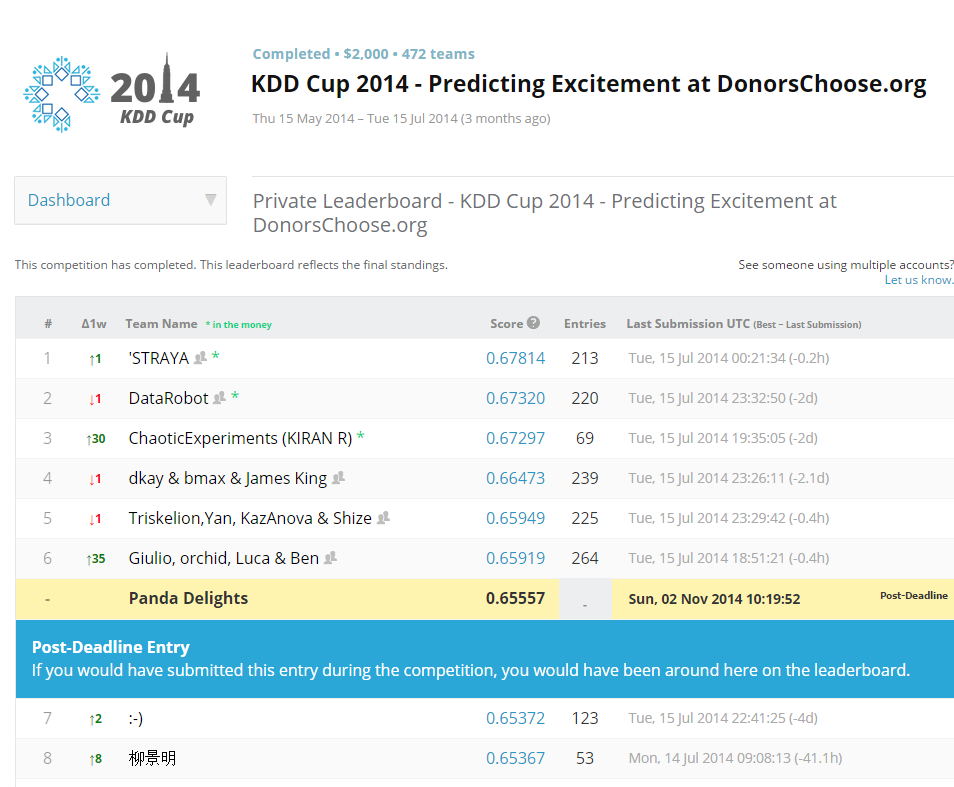 2014
KDD Cup
Completed • $2,000 • 472 teams
KDD Cup 2014 - Predicting Excitement at DonorsChoose.org
Thu 15 May 2014 – Tue 15 Jul 2014 (3 months ago)
Dashboard ▼
Private Leaderboard - KDD Cup 2014 - Predicting Excitement at
DonorsChoose.org
This competition has completed. This leaderboard reflects the final standings.
See someone using multiple accounts?
Let us know.
# Δ1w Team Name * in the money Score ? Entries Last Submission UTC (Best − Last Submission)
1 ↑1 'STRAYA * 0.67814 213 Tue, 15 Jul 2014 00:21:34 (-0.2h)
2 ↓1 DataRobot * 0.67320 220 Tue, 15 Jul 2014 23:32:50 (-2d)
3 ↑30 ChaoticExperiments (KIRAN R) * 0.67297 69 Tue, 15 Jul 2014 19:35:05 (-2d)
4 ↓1 dkay & bmax & James King 0.66473 239 Tue, 15 Jul 2014 23:26:11 (-2.1d)
5 ↓1 Triskelion,Yan, KazAnova & Shize 0.65949 225 Tue, 15 Jul 2014 23:29:42 (-0.4h)
6 ↑35 Giulio, orchid, Luca & Ben 0.65919 264 Tue, 15 Jul 2014 18:51:21 (-0.4h)
- Panda Delights 0.65557 - Sun, 02 Nov 2014 10:19:52 Post-Deadline
Post-Deadline Entry
If you would have submitted this entry during the competition, you would have been around here on the leaderboard.
7 ↑2 :-) 0.65372 123 Tue, 15 Jul 2014 22:41:25 (-4d)
8 ↑8 柳景明 0.65367 53 Mon, 14 Jul 2014 09:08:13 (-41.1h)